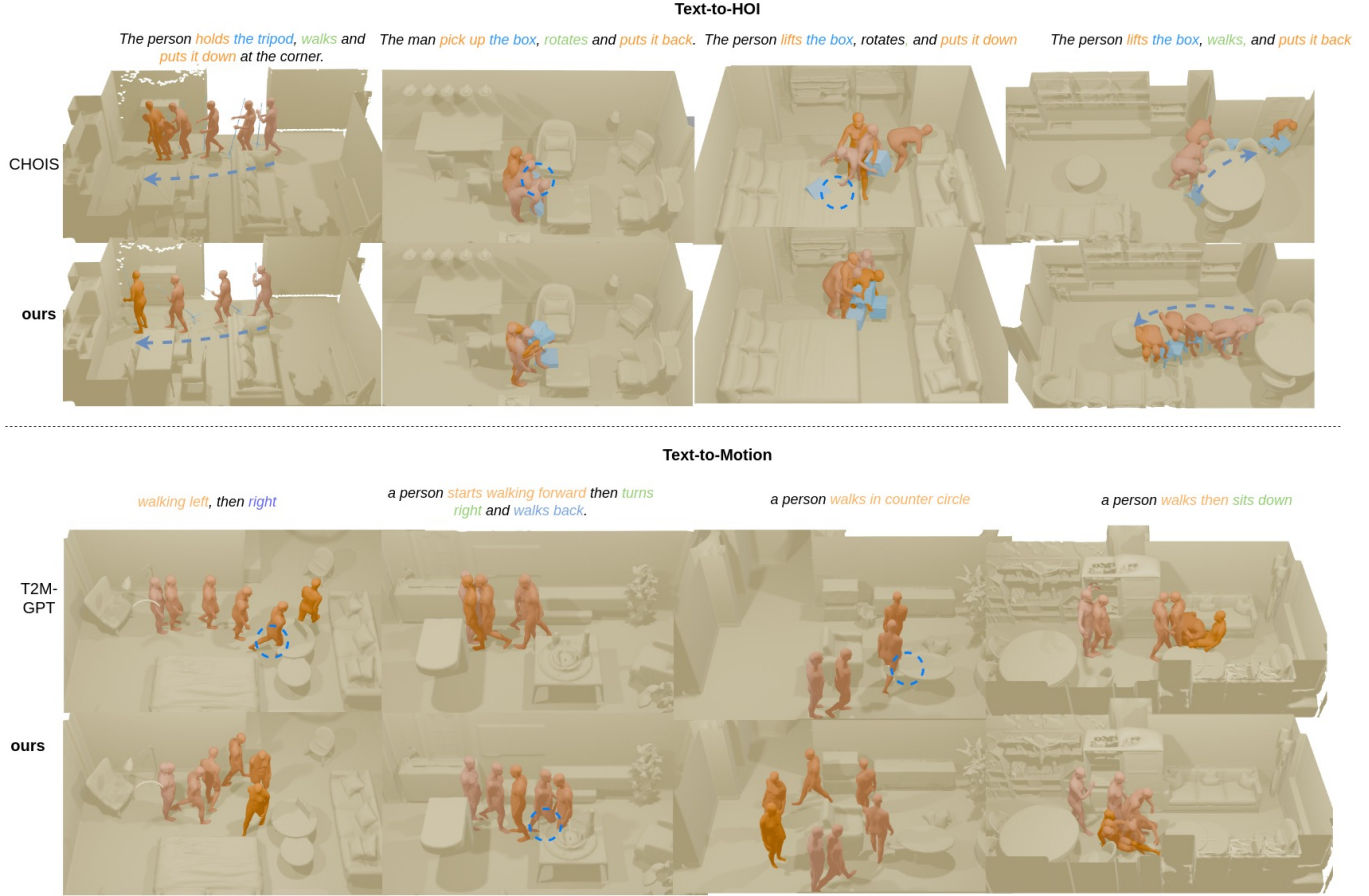 Text-to-HOI
The person holds the tripod, walks and
puts it down at the corner.
The man pick up the box, rotates and puts it back.
The person lifts the box, rotates, and puts it down
The person lifts the box, walks, and puts it back
CHOIS
ours
Text-to-Motion
walking left, then right
a person starts walking forward then turns
right and walks back.
a person walks in counter circle
a person walks then sits down
T2M-
GPT
ours